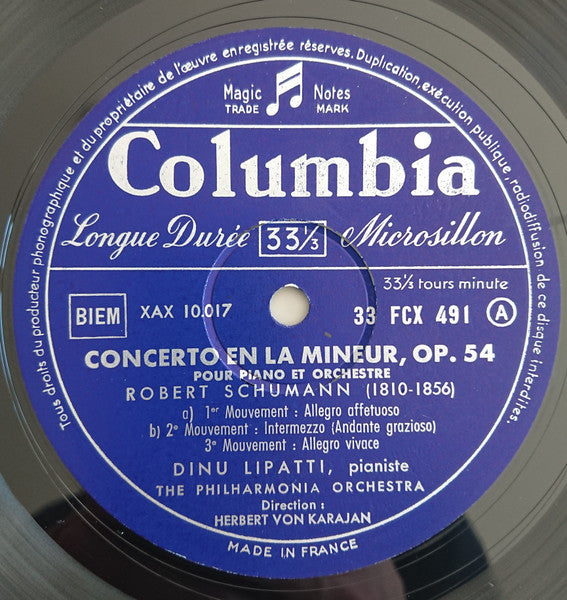 Tous droits du producteur phonographique et du propriétaire de l'œuvre enregistrée réservés. Duplication, exécution publique, radiodiffusion de ce disque interdites.
Magic Notes
TRADE MARK
Columbia
Longue Durée 33 1/3 Microsillon
33⅓ tours minute
BIEM XAX 10.017 33 FCX 491 A
CONCERTO EN LA MINEUR, OP. 54
POUR PIANO ET ORCHESTRE
ROBERT SCHUMANN (1810-1856)
a) 1er Mouvement : Allegro affetuoso
b) 2e Mouvement : Intermezzo (Andante grazioso)
3e Mouvement : Allegro vivace
DINU LIPATTI, pianiste
THE PHILHARMONIA ORCHESTRA
Direction :
HERBERT VON KARAJAN
MADE IN FRANCE